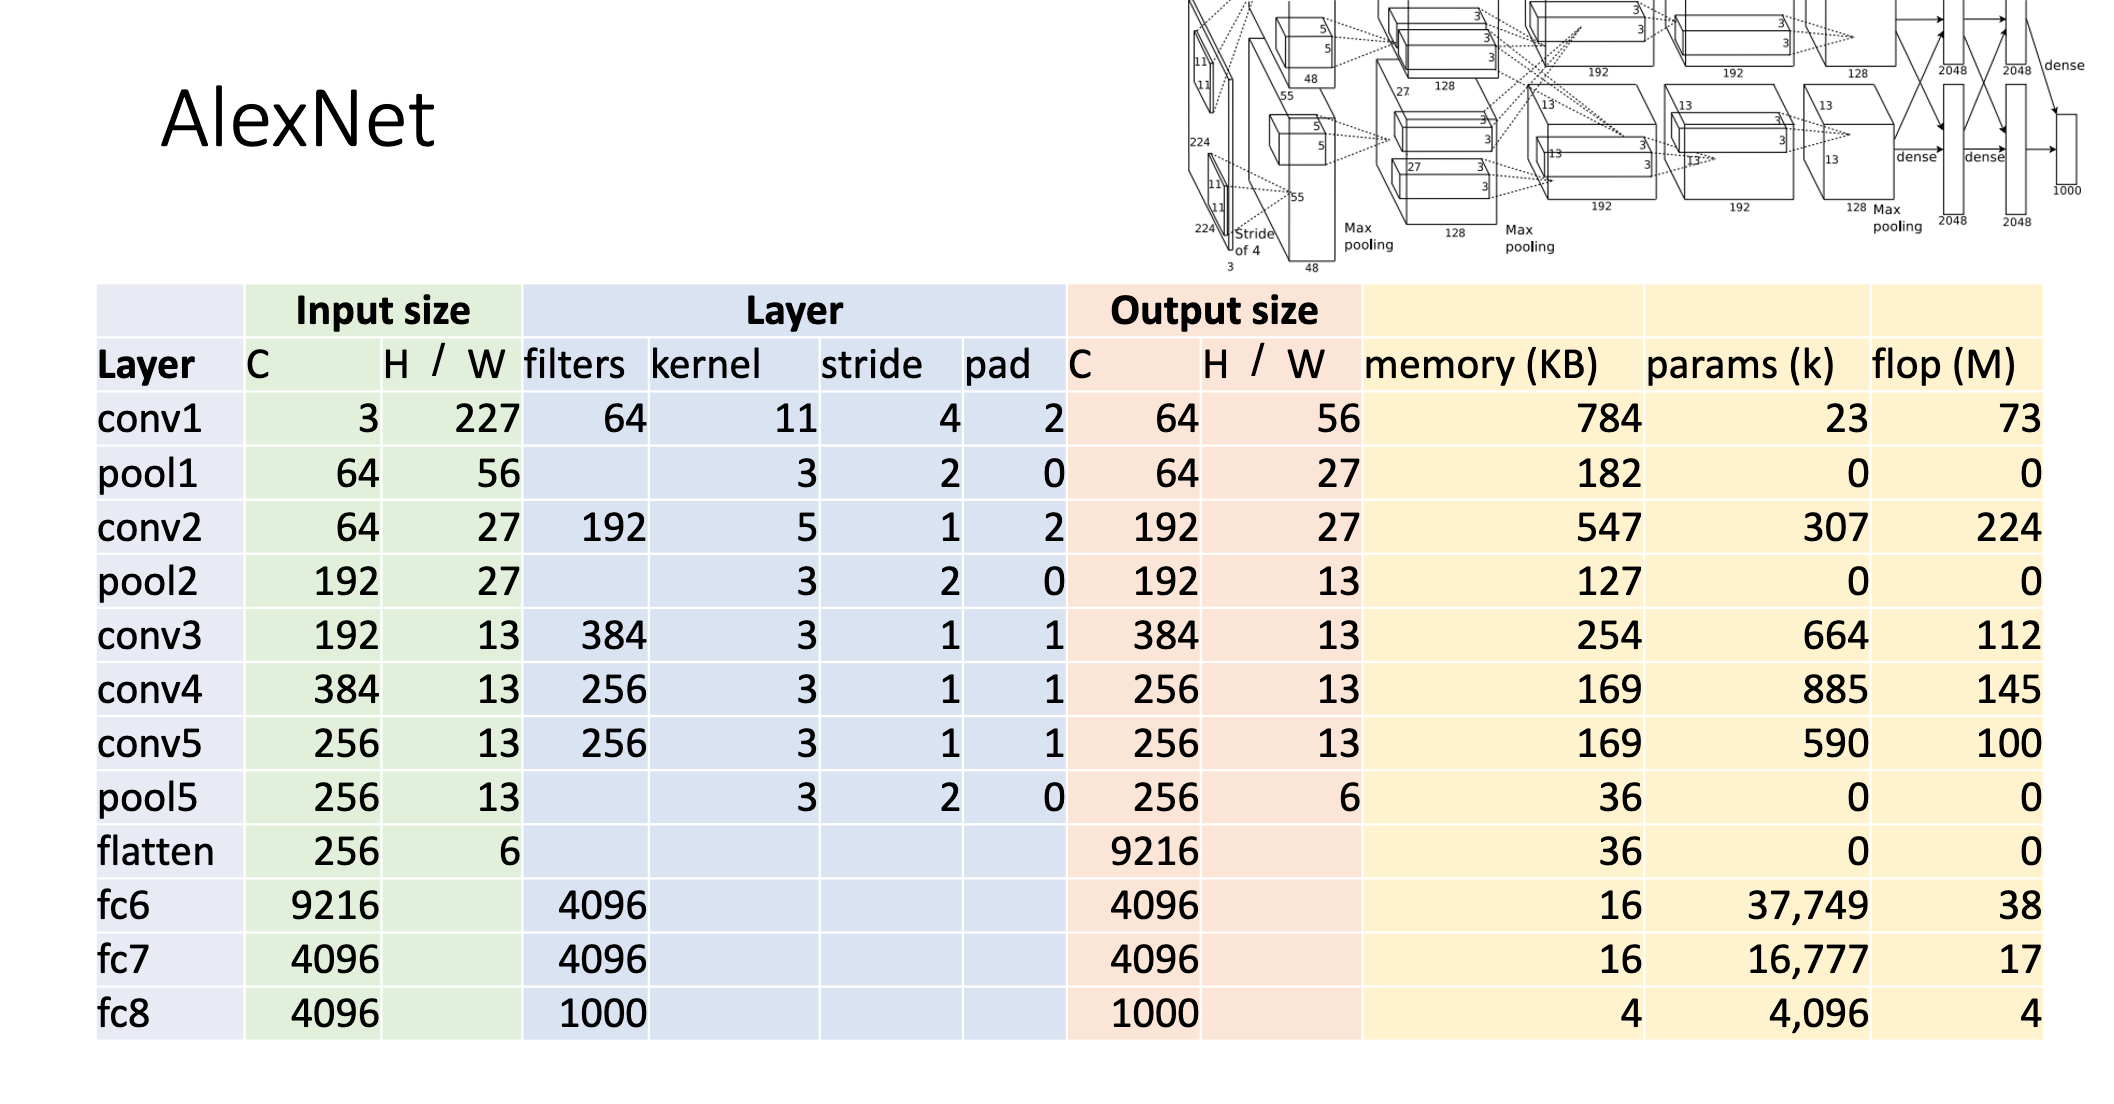 AlexNet
11
11
224
11
11
224
Stride
of 4
3
5
5
48
55
5
5
55
48
Max
pooling
3
3
3
128
27
3
3
27
3
3
128
Max
pooling
3
3
192
13
13
3
3
192
3
3
192
13
3
3
13
192
128
13
13
128
Max
pooling
2048
2048
dense
dense
dense
2048
2048
1000
Input size Layer Output size
Layer C H / W filters kernel stride pad C H / W memory (KB) params (k) flop (M)
conv1 3 227 64 11 4 2 64 56 784 23 73
pool1 64 56 3 2 0 64 27 182 0 0
conv2 64 27 192 5 1 2 192 27 547 307 224
pool2 192 27 3 2 0 192 13 127 0 0
conv3 192 13 384 3 1 1 384 13 254 664 112
conv4 384 13 256 3 1 1 256 13 169 885 145
conv5 256 13 256 3 1 1 256 13 169 590 100
pool5 256 13 3 2 0 256 6 36 0 0
flatten 256 6 9216 36 0 0
fc6 9216 4096 4096 16 37,749 38
fc7 4096 4096 4096 16 16,777 17
fc8 4096 1000 1000 4 4,096 4